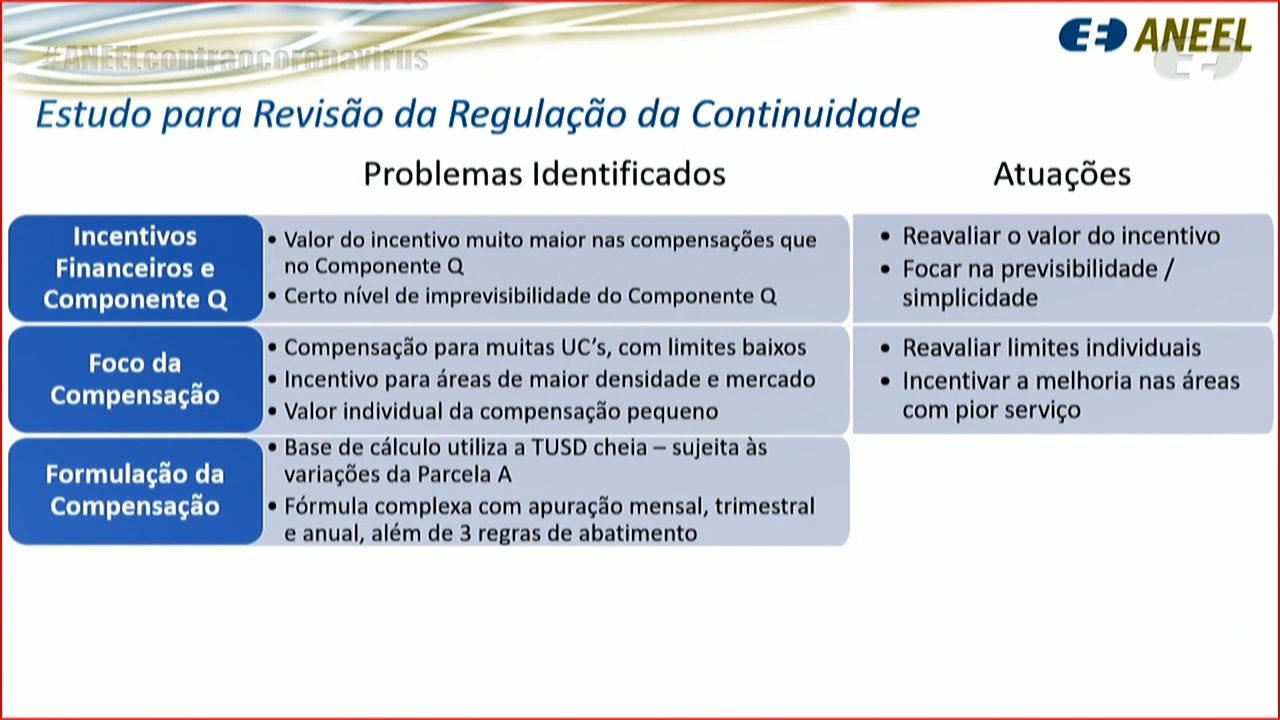 #ANEELcontraocoronavirus
ANEEL
Estudo para Revisão da Regulação da Continuidade
Problemas Identificados
Atuações
Incentivos
Financeiros e
Componente Q
• Valor do incentivo muito maior nas compensações que
no Componente Q
• Certo nível de imprevisibilidade do Componente Q
• Reavaliar o valor do incentivo
• Focar na previsibilidade /
simplicidade
Foco da
Compensação
• Compensação para muitas UC’s, com limites baixos
• Incentivo para áreas de maior densidade e mercado
• Valor individual da compensação pequeno
• Reavaliar limites individuais
• Incentivar a melhoria nas áreas
com pior serviço
Formulação da
Compensação
• Base de cálculo utiliza a TUSD cheia – sujeita às
variações da Parcela A
• Fórmula complexa com apuração mensal, trimestral
e anual, além de 3 regras de abatimento